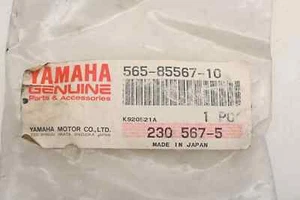 YAMAHA
GENUINE
Parts & Accessories
565-85567-10
K920521A
1 PC
YAMAHA MOTOR CO., LTD.
230 567-5
MADE IN JAPAN